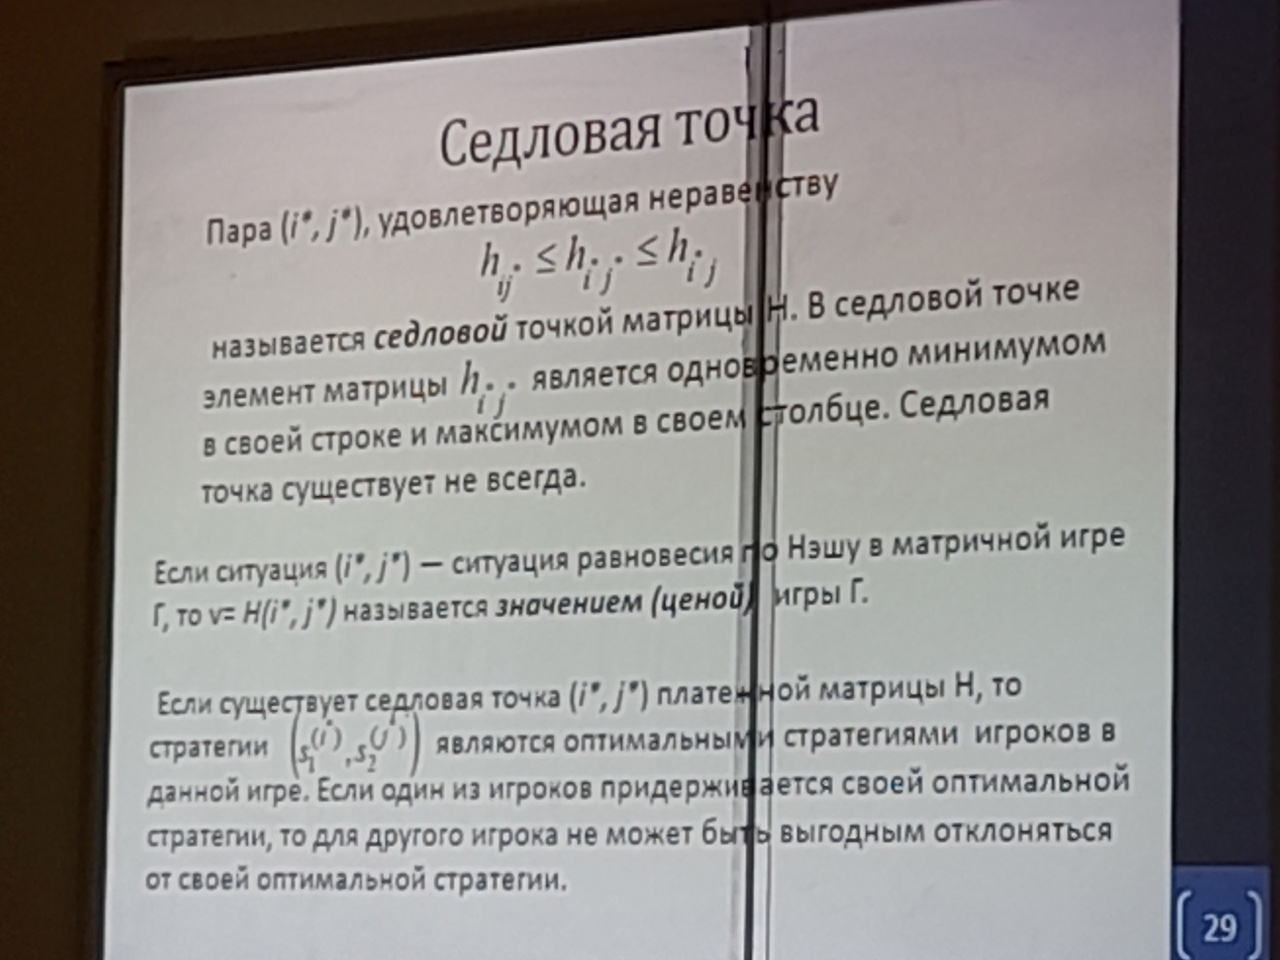 Седловая точка
Пара (i*, j*), удовлетворяющая неравенству
h_{ij*} ≤ h_{i*j*} ≤ h_{i*j}
называется седловой точкой матрицы H. В седловой точке
элемент матрицы h_{i*j*} является одновременно минимумом
в своей строке и максимумом в своем столбце. Седловая
точка существует не всегда.
Если ситуация (i*, j*) — ситуация равновесия по Нэшу в матричной игре
Г, то v= H(i*, j*) называется значением (ценой) игры Г.
Если существует седловая точка (i*, j*) платежной матрицы H, то
стратегии (s_1^{(i*)}, s_2^{(j*)}) являются оптимальными стратегиями игроков в
данной игре. Если один из игроков придерживается своей оптимальной
стратегии, то для другого игрока не может быть выгодным отклоняться
от своей оптимальной стратегии.
29